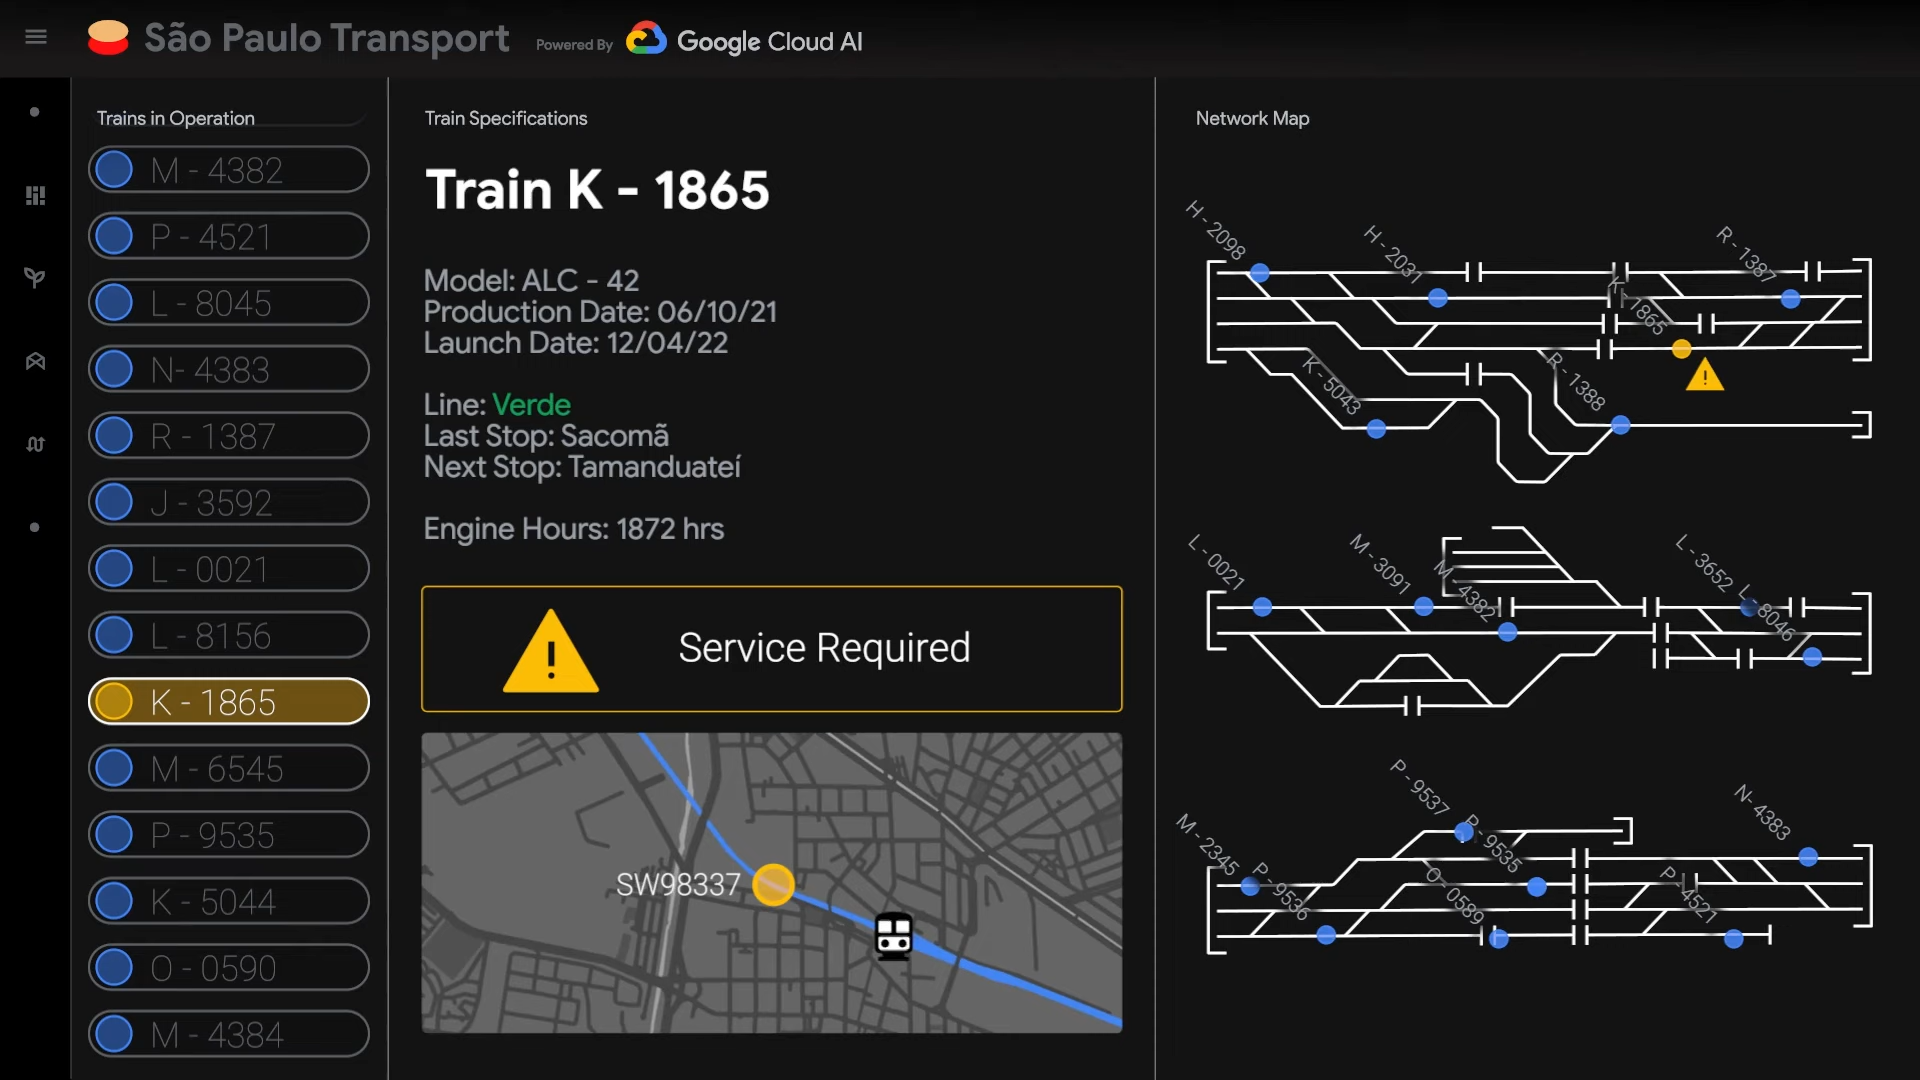 São Paulo Transport Powered By Google Cloud AI
Trains in Operation
M - 4382
P - 4521
L - 8045
N- 4383
R - 1387
J - 3592
L - 0021
L - 8156
K - 1865
M - 6545
P - 9535
K - 5044
O - 0590
M - 4384
Train Specifications
Train K - 1865
Model: ALC - 42
Production Date: 06/10/21
Launch Date: 12/04/22
Line: Verde
Last Stop: Sacomã
Next Stop: Tamanduateí
Engine Hours: 1872 hrs
Service Required
SW98337
Network Map
H - 2098
H - 2031
R - 1387
K - 1865
K - 5043
R - 1388
L - 0021
M - 3091
M - 4382
L - 3652
L - 8046
P - 9537
N- 4383
M - 2345
P - 9535
P - 9536
O - 0589
P - 4521